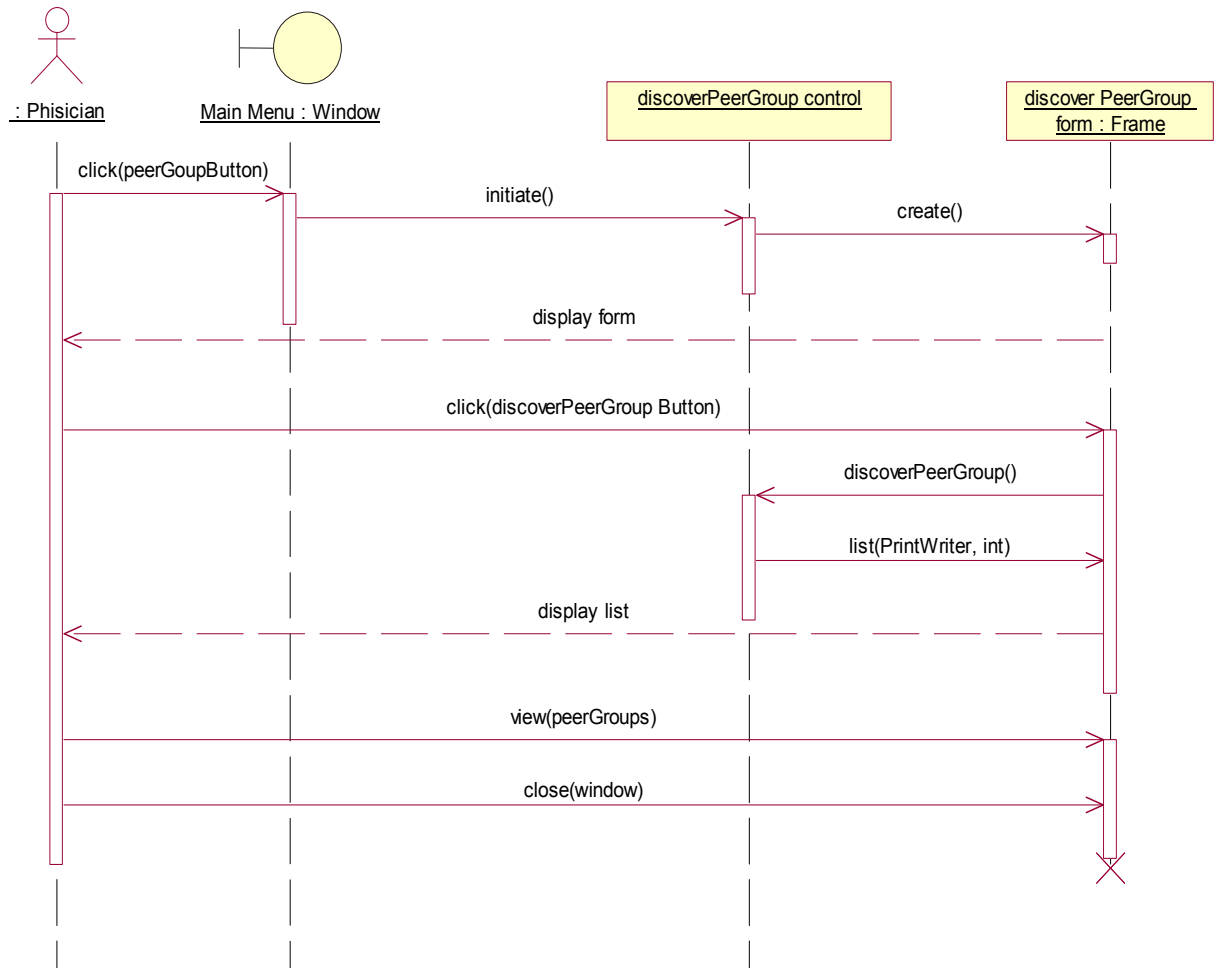 : Phisician
Main Menu : Window
discoverPeerGroup control
discover PeerGroup
form : Frame
click(peerGoupButton)
initiate()
create()
display form
click(discoverPeerGroup Button)
discoverPeerGroup()
list(PrintWriter, int)
display list
view(peerGroups)
close(window)